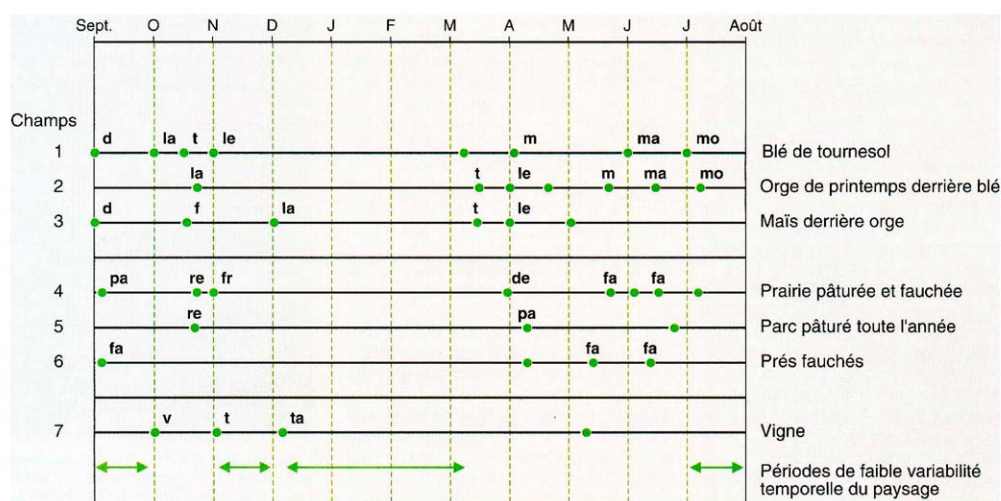 Sept. O N D J F M A M J J Août
Champs
d la t le m ma mo
1 Blé de tournesol
la t le m ma mo
2 Orge de printemps derrière blé
d f la t le
3 Maïs derrière orge
pa re fr de fa fa
4 Prairie pâturée et fauchée
re pa
5 Parc pâturé toute l'année
fa fa fa
6 Prés fauchés
v t ta
7 Vigne
Périodes de faible variabilité
temporelle du paysage